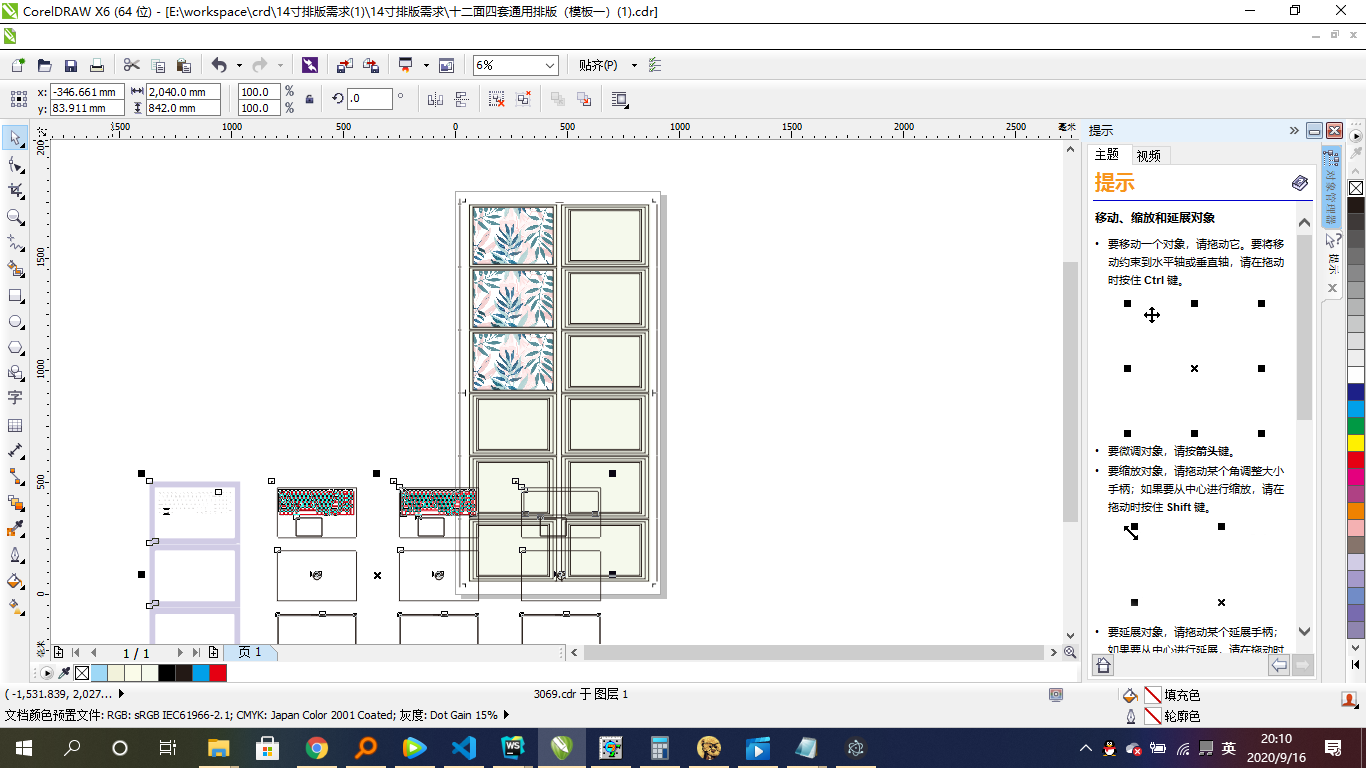 CorelDRAW X6 (64 位) - [E:\workspace\crd\14寸排版需求(1)\14寸排版需求\十二面四套通用排版（模板一）(1).cdr]
6%
贴齐(P)
x: -346.661 mm
y: 83.911 mm
2,040.0 mm
842.0 mm
100.0 %
100.0 %
.0 °
1500 1000 500 0 500 1000 1500 2000 2500 毫米
1500
1000
500
0
提示
主题 视频
提示
移动、缩放和延展对象
• 要移动一个对象，请拖动它。要将移
动约束到水平轴或垂直轴，请在拖动
时按住 Ctrl 键。
• 要微调对象，请按箭头键。
• 要缩放对象，请拖动某个角调整大小
手柄；如果要从中心进行缩放，请在
拖动时按住 Shift 键。
• 要延展对象，请拖动某个延展手柄；
如果要从中心进行延展，请在拖动时
对象管理器
提示
字
1 / 1
页 1
( -1,531.839, 2,027...
3069.cdr 于 图层 1
填充色
文档颜色预置文件: RGB: sRGB IEC61966-2.1; CMYK: Japan Color 2001 Coated; 灰度: Dot Gain 15%
轮廓色
WS
英
20:10
2020/9/16